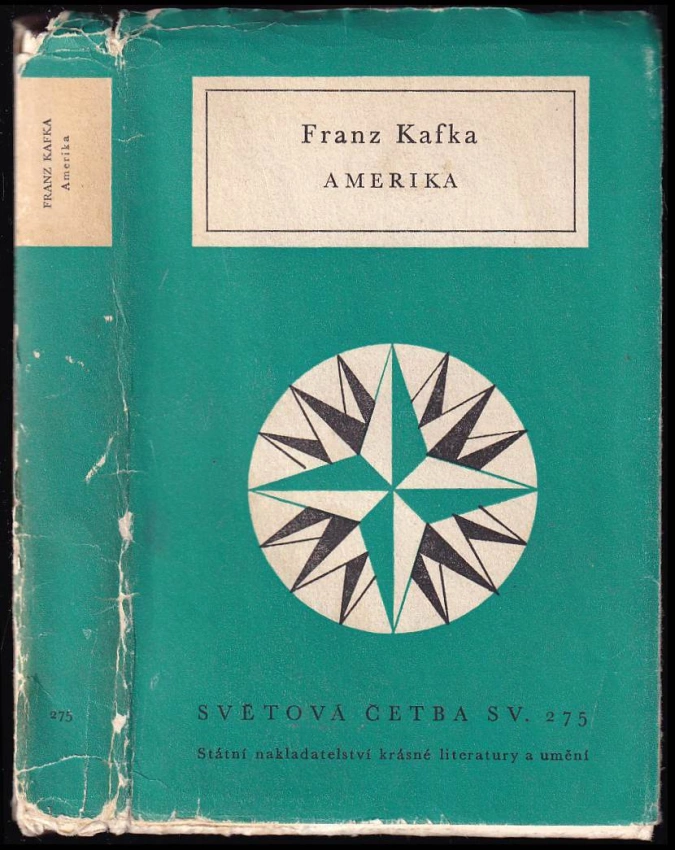 FRANZ KAFKA
Amerika
275
Franz Kafka
AMERIKA
SVĚTOVÁ ČETBA SV. 275
Státní nakladatelství krásné literatury a umění